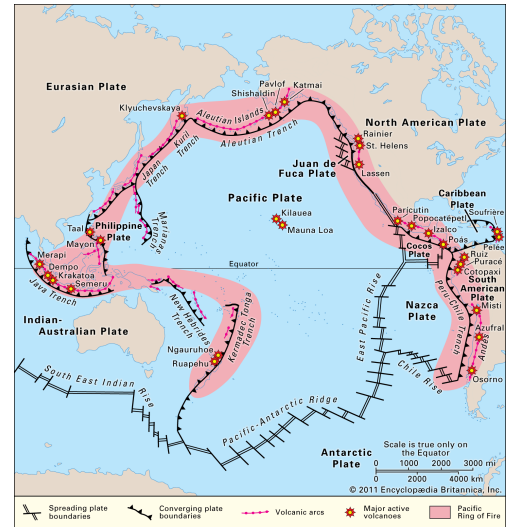 Eurasian Plate
Pavlof
Katmai
Shishaldin
Klyuchevskaya
Aleutian Islands
Aleutian Trench
Kuril
Trench
Japan
Trench
North American Plate
Rainier
St. Helens
Lassen
Juan de
Fuca Plate
Pacific Plate
Kilauea
Mauna Loa
Caribbean
Plate
Soufrière
Paricutin
Popocatépetl
Izalco
Poás
Pelée
Cocos
Plate
Ruiz
Puracé
Cotopaxi
South
American
Plate
Taal
Philippine
Plate
Mayon
Marianas
Trench
Merapi
Dempo
Krakatoa
Semeru
Java Trench
Equator
Indian-
Australian Plate
New Hebrides
Trench
Kermadec Tonga
Trench
Ngauruhoe
Ruapehu
Nazca
Plate
Peru-Chile
Trench
Misti
Azufral
Andes
Osorno
East Pacific Rise
Chile Rise
South East Indian
Rise
Pacific-Antarctic Ridge
Antarctic
Plate
Scale is true only on
the Equator
0 1000 2000 3000 mi
0 2000 4000 km
© 2011 Encyclopædia Britannica, Inc.
Spreading plate
boundaries
Converging plate
boundaries
Volcanic arcs
Major active
volcanoes
Pacific
Ring of Fire